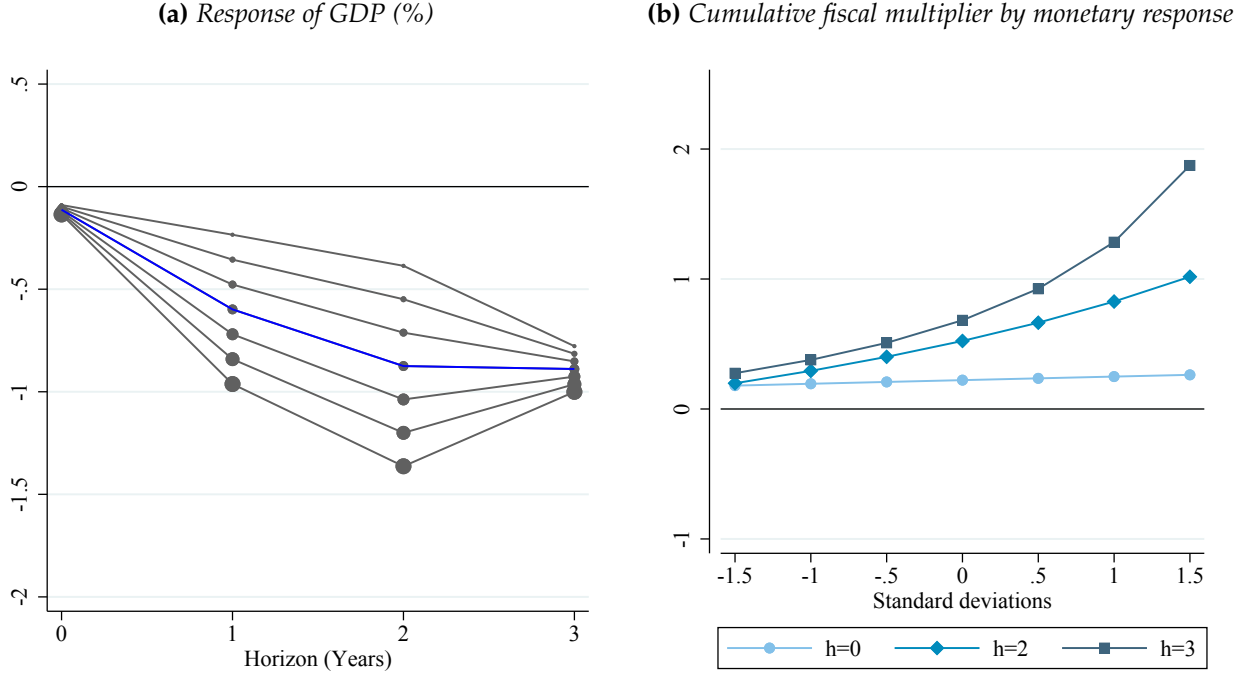 (a) Response of GDP (%)
.5
0
-.5
-1
-1.5
-2
0 1 2 3
Horizon (Years)
(b) Cumulative fiscal multiplier by monetary response
2
1
0
-1
-1.5 -1 -.5 0 .5 1 1.5
Standard deviations
h=0 h=2 h=3